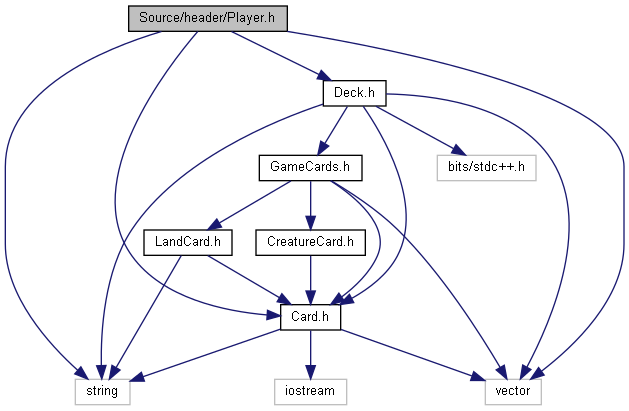 Source/header/Player.h
Deck.h
GameCards.h
bits/stdc++.h
LandCard.h
CreatureCard.h
Card.h
string
iostream
vector